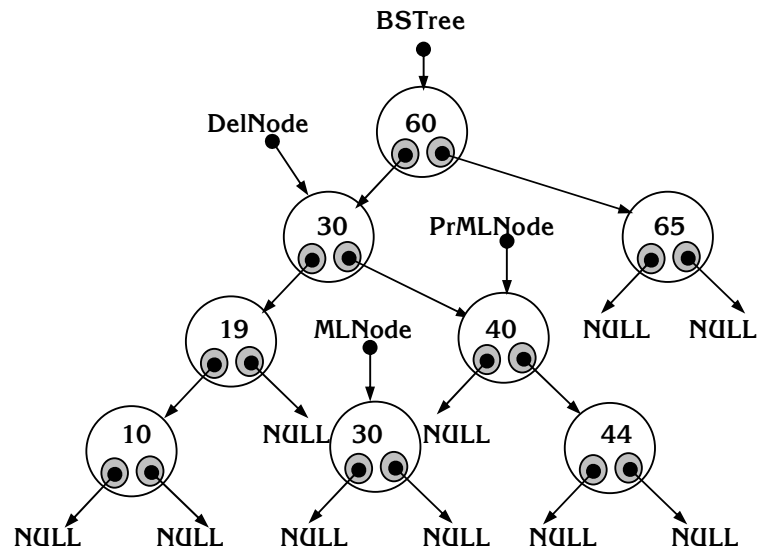 BSTree
DelNode
60
30
PrMLNode
65
19
MLNode
40
NULL
NULL
10
NULL
30
NULL
44
NULL
NULL
NULL
NULL
NULL
NULL